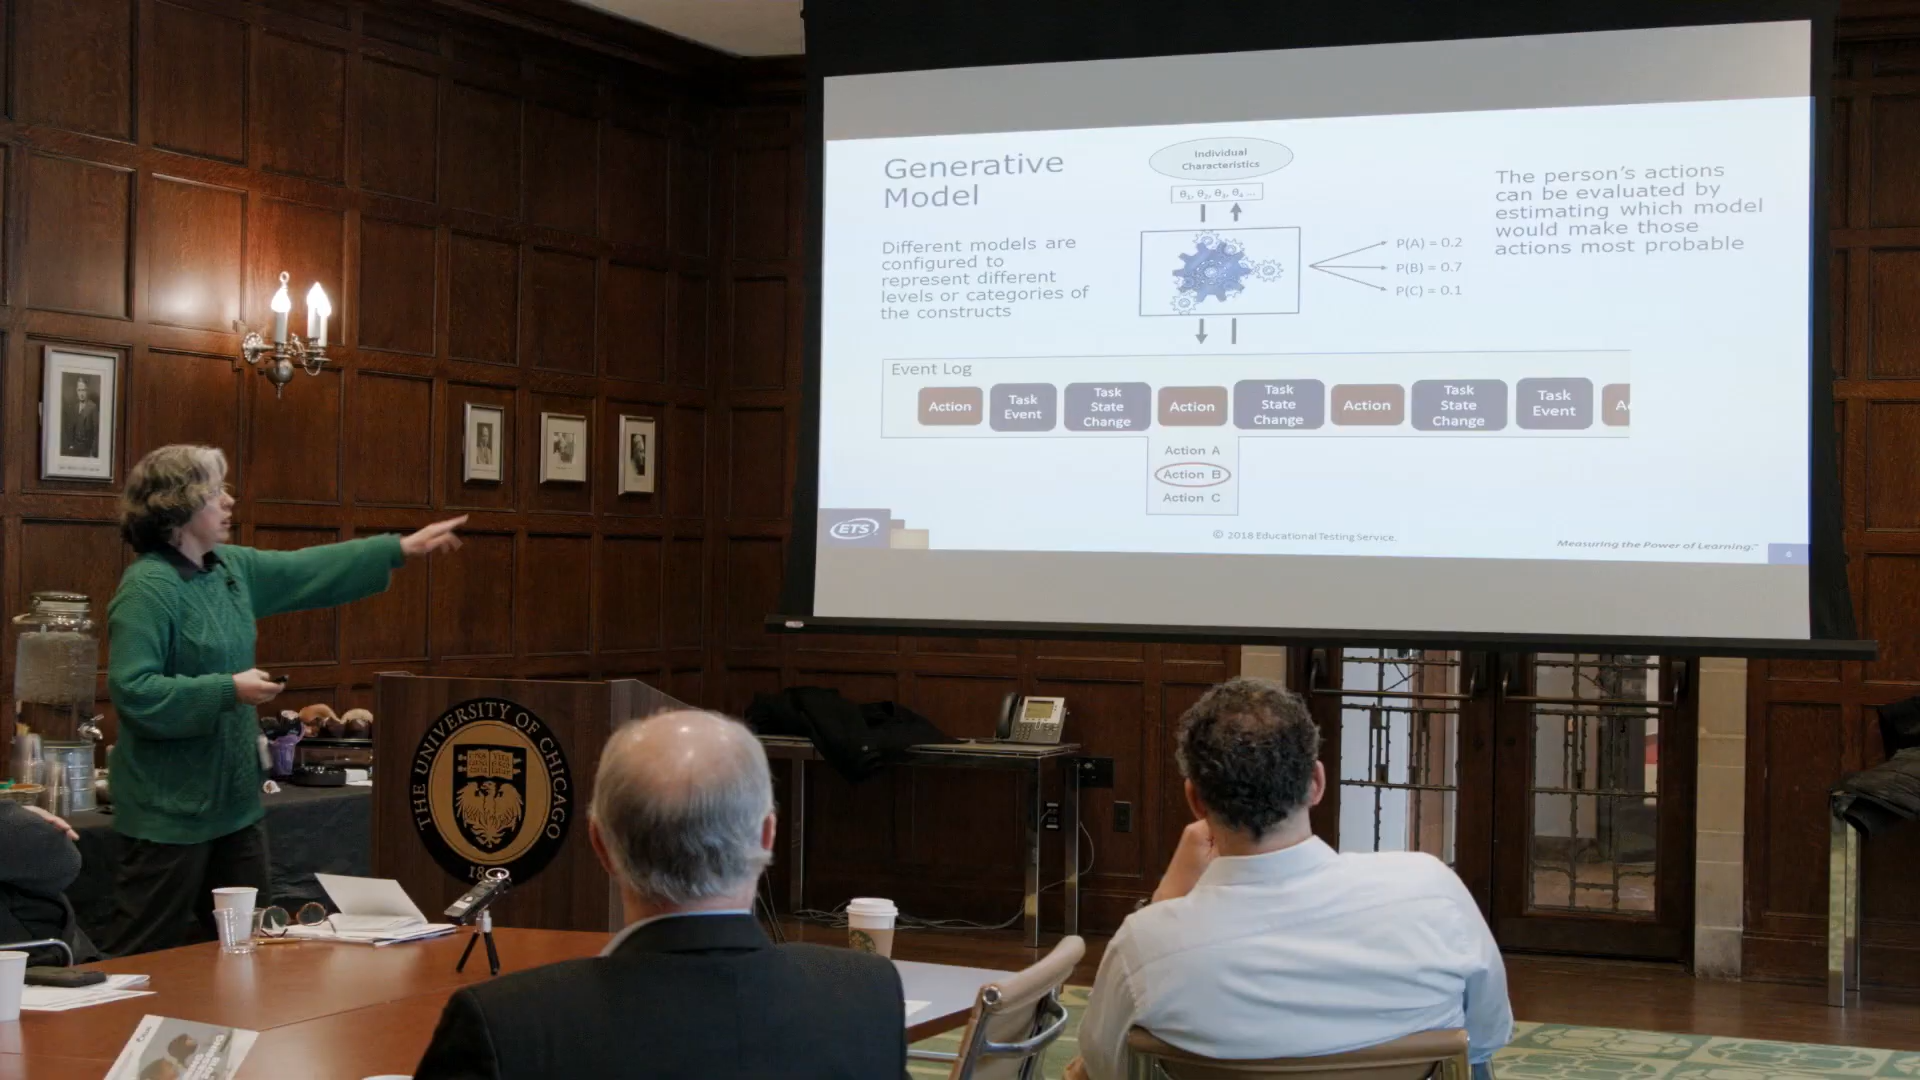 Generative
Model
Different models are
configured to
represent different
levels or categories of
the constructs
Individual
Characteristics
θ1, θ2, θ3, θ4 ...
P(A) = 0.2
P(B) = 0.7
P(C) = 0.1
The person's actions
can be evaluated by
estimating which model
would make those
actions most probable
Event Log
Action
Task
Event
Task
State
Change
Action
Task
State
Change
Action
Task
State
Change
Task
Event
Action A
Action B
Action C
ETS
© 2018 Educational Testing Service.
Measuring the Power of Learning.™
6
THE UNIVERSITY OF CHICAGO